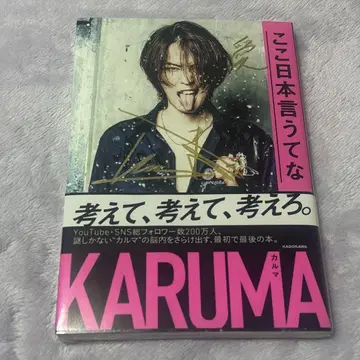 ここ日本言うてな
考えて、考えて、考えろ。
YouTube・SNS総フォロワー数200万人、
謎しかない"カルマ"の脳内をさらけ出す、最初で最後の本。
KADOKAWA
カルマ
KARUMA